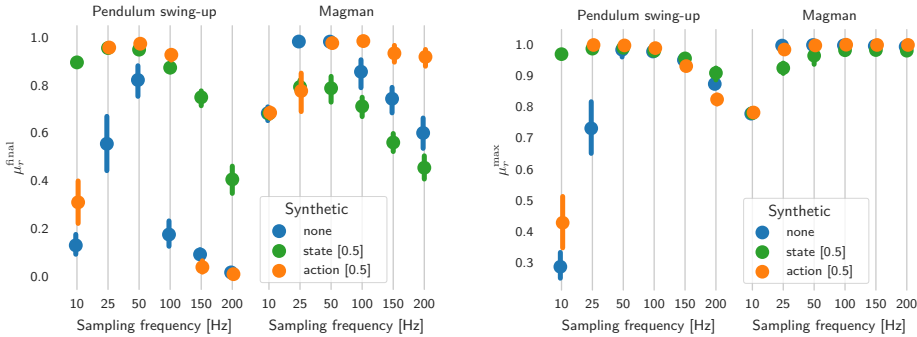 Pendulum swing-up Magman
1.0
0.8
0.6
0.4
0.2
0.0
μ_r^final
10 25 50 100 150 200 10 25 50 100 150 200
Sampling frequency [Hz] Sampling frequency [Hz]
Synthetic
none
state [0.5]
action [0.5]
Pendulum swing-up Magman
1.0
0.9
0.8
0.7
0.6
0.5
0.4
0.3
μ_r^max
10 25 50 100 150 200 10 25 50 100 150 200
Sampling frequency [Hz] Sampling frequency [Hz]
Synthetic
none
state [0.5]
action [0.5]